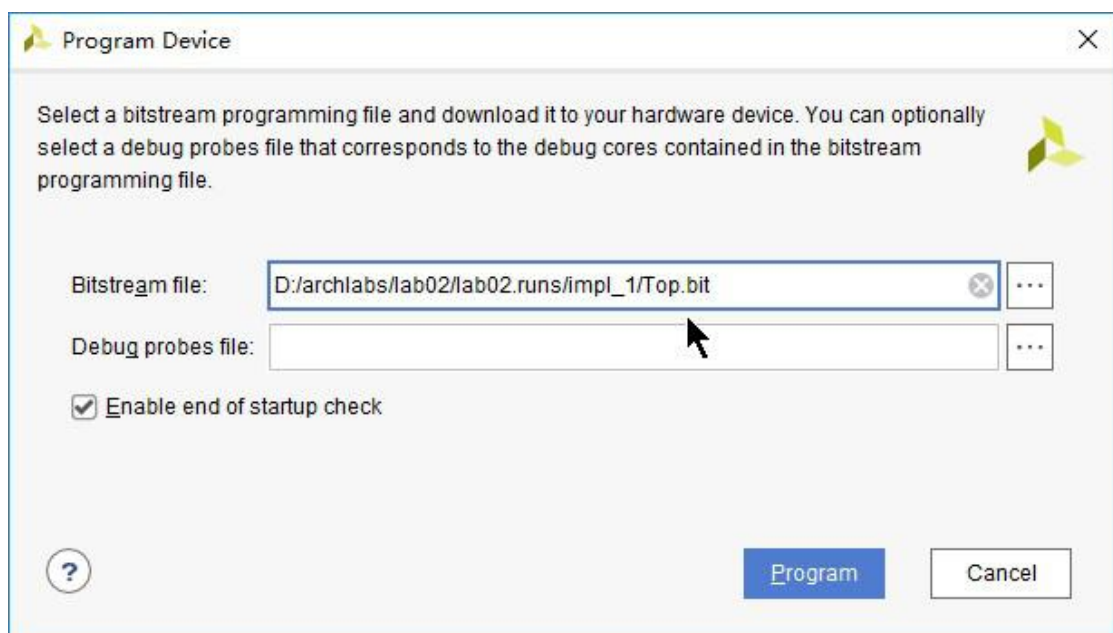 Program Device
Select a bitstream programming file and download it to your hardware device. You can optionally
select a debug probes file that corresponds to the debug cores contained in the bitstream
programming file.
Bitstream file: D:/archlabs/lab02/lab02.runs/impl_1/Top.bit ...
Debug probes file: ...
Enable end of startup check
? Program Cancel